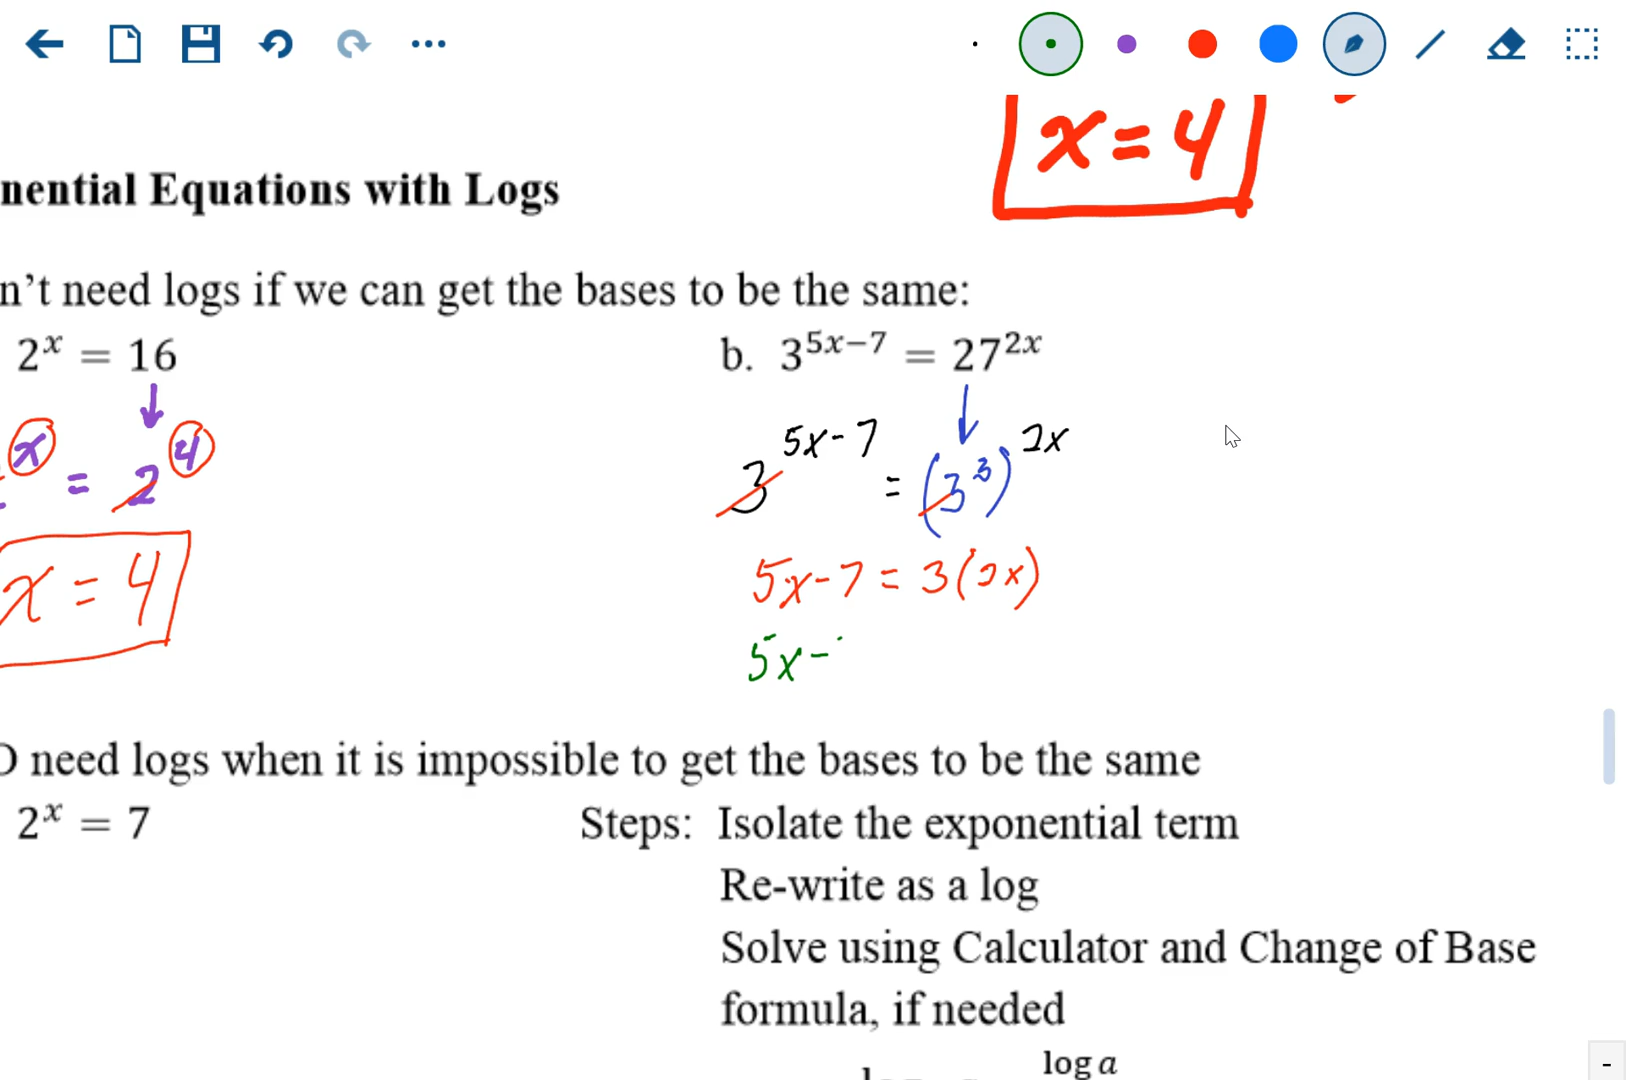 x = 4
nential Equations with Logs
n't need logs if we can get the bases to be the same:
2^x = 16
b. 3^{5x-7} = 27^{2x}
x = 2^4
3^{5x-7} = (3^3)^{2x}
x = 4
5x-7 = 3(2x)
5x-
need logs when it is impossible to get the bases to be the same
2^x = 7
Steps: Isolate the exponential term
Re-write as a log
Solve using Calculator and Change of Base
formula, if needed
log a